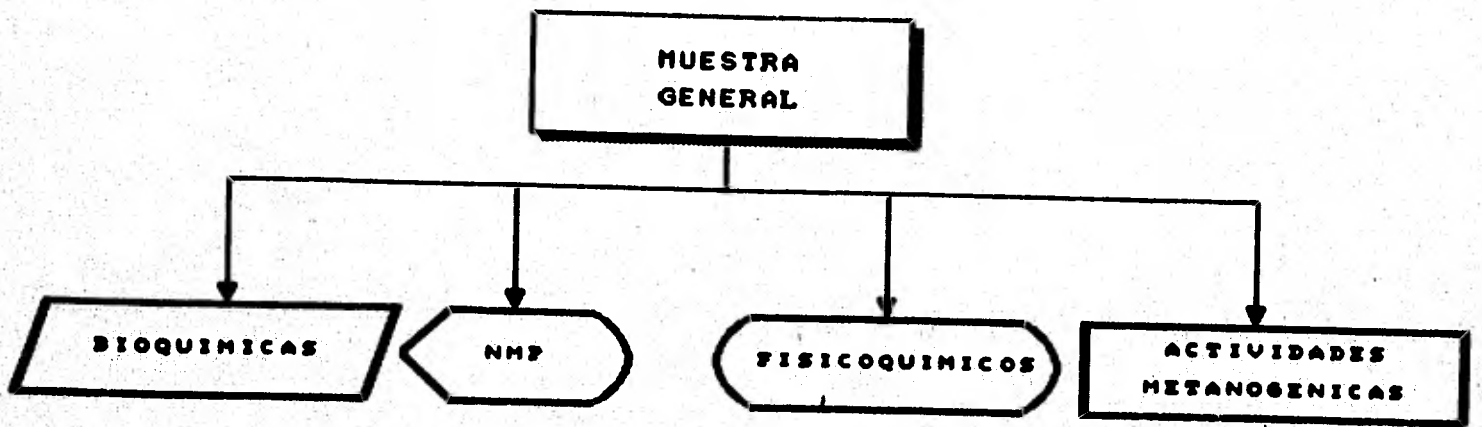 MUESTRA
GENERAL
BIOQUIMICAS
NMP
FISICOQUIMICOS
ACTIVIDADES
METANOGENICAS